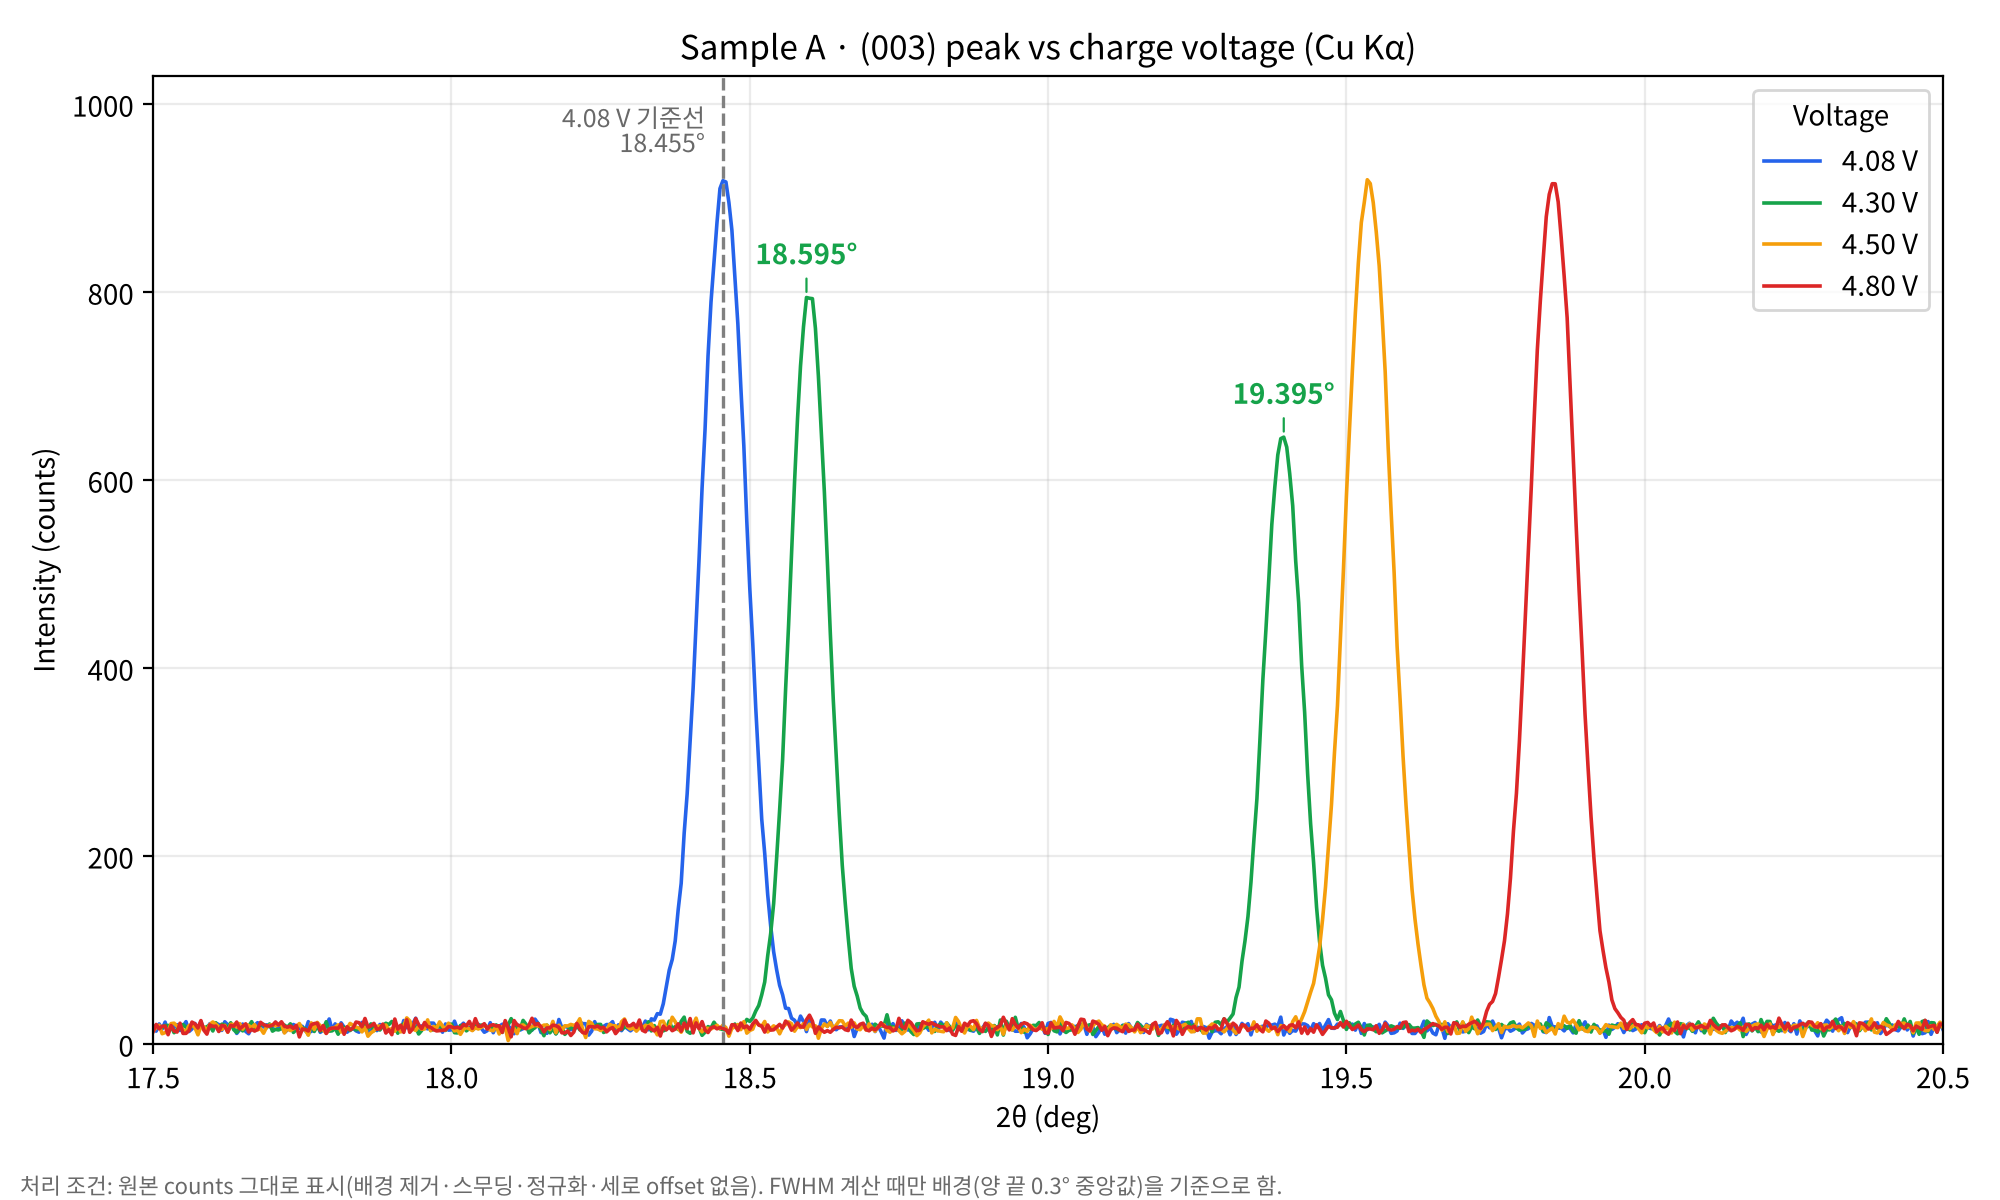 Sample A · (003) peak vs charge voltage (Cu Kα)
4.08 V 기준선
18.455°
18.595°
19.395°
Voltage
4.08 V
4.30 V
4.50 V
4.80 V
Intensity (counts)
1000
800
600
400
200
0
17.5
18.0
18.5
19.0
19.5
20.0
20.5
2θ (deg)
처리 조건: 원본 counts 그대로 표시(배경 제거·스무딩·정규화·세로 offset 없음). FWHM 계산 때만 배경(양 끝 0.3° 중앙값)을 기준으로 함.